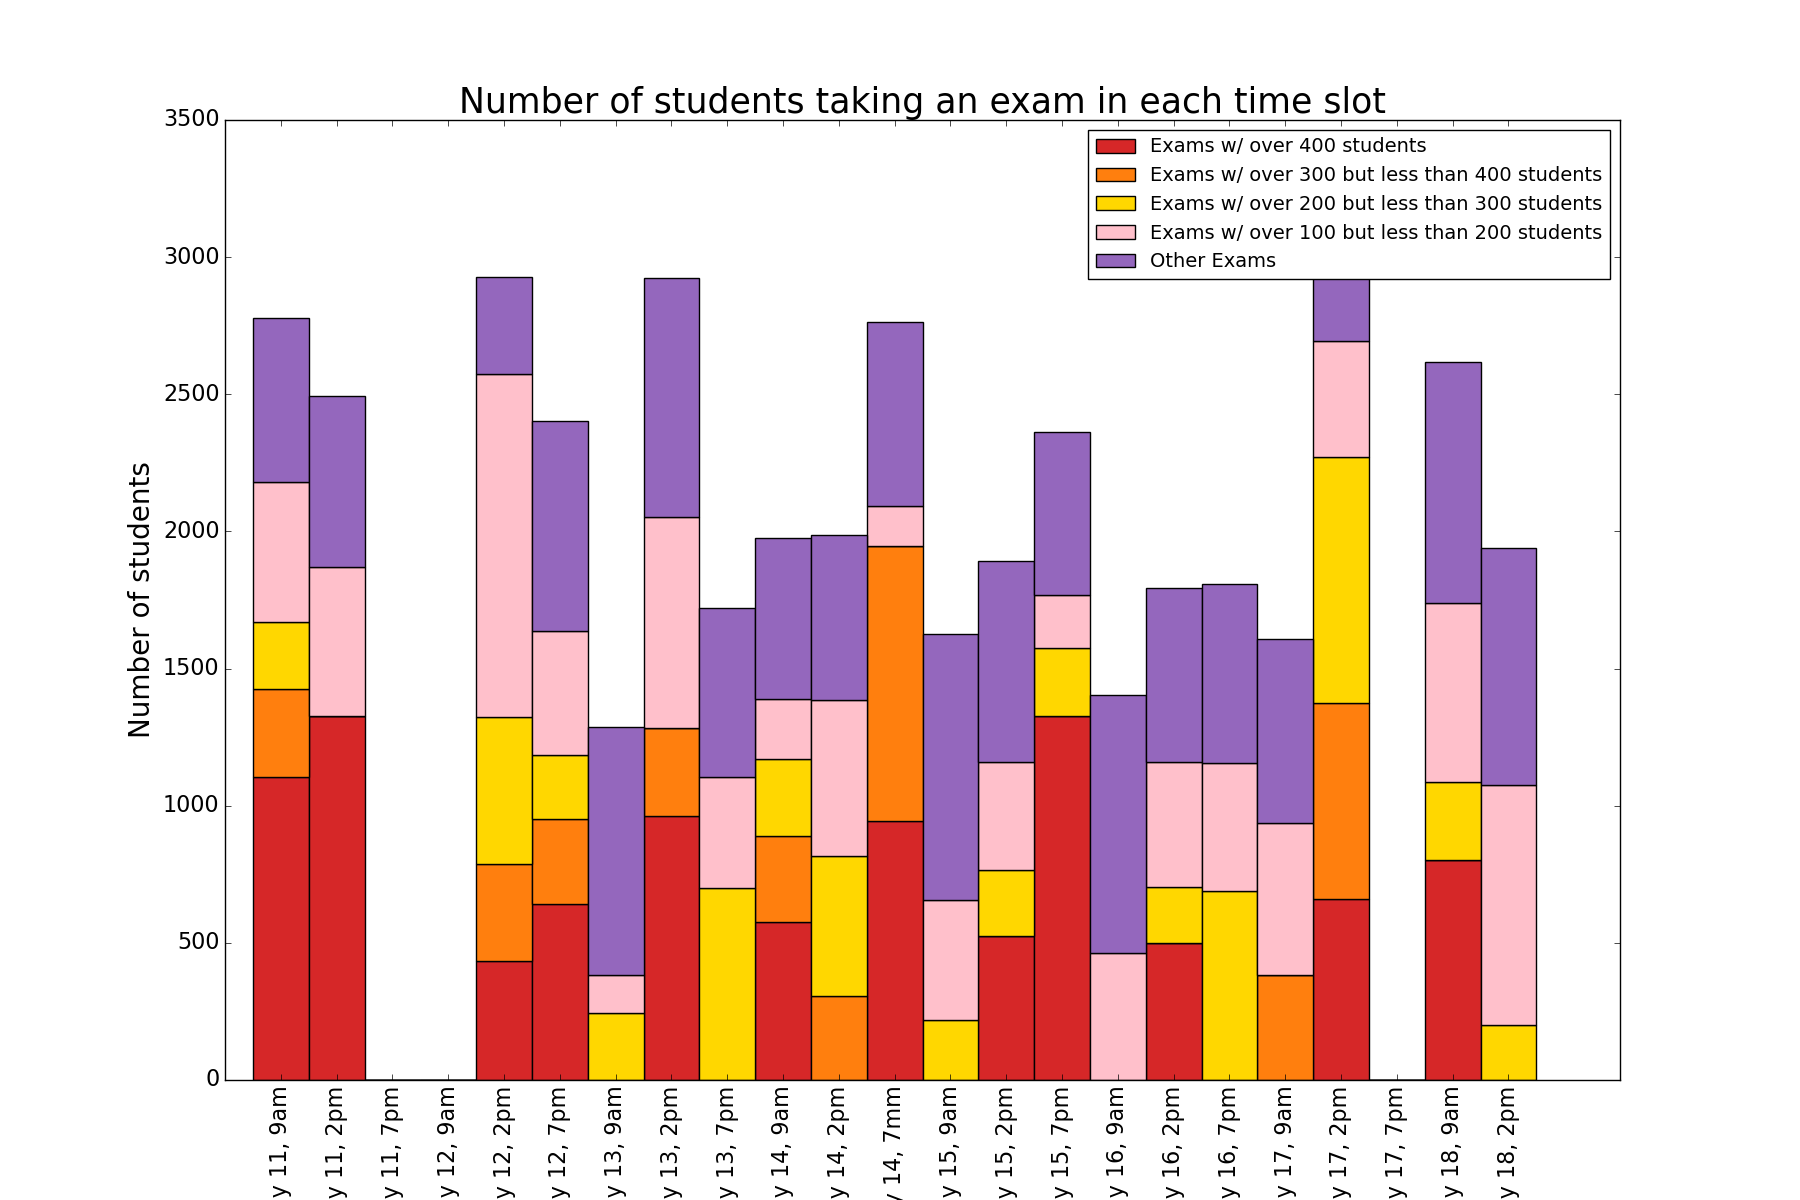 Number of students taking an exam in each time slot
Exams w/ over 400 students
Exams w/ over 300 but less than 400 students
Exams w/ over 200 but less than 300 students
Exams w/ over 100 but less than 200 students
Other Exams
Number of students
3500
3000
2500
2000
1500
1000
500
0
y 11, 9am
y 11, 2pm
y 11, 7pm
y 12, 9am
y 12, 2pm
y 12, 7pm
y 13, 9am
y 13, 2pm
y 13, 7pm
y 14, 9am
y 14, 2pm
y 14, 7mm
y 15, 9am
y 15, 2pm
y 15, 7pm
y 16, 9am
y 16, 2pm
y 16, 7pm
y 17, 9am
y 17, 2pm
y 17, 7pm
y 18, 9am
y 18, 2pm